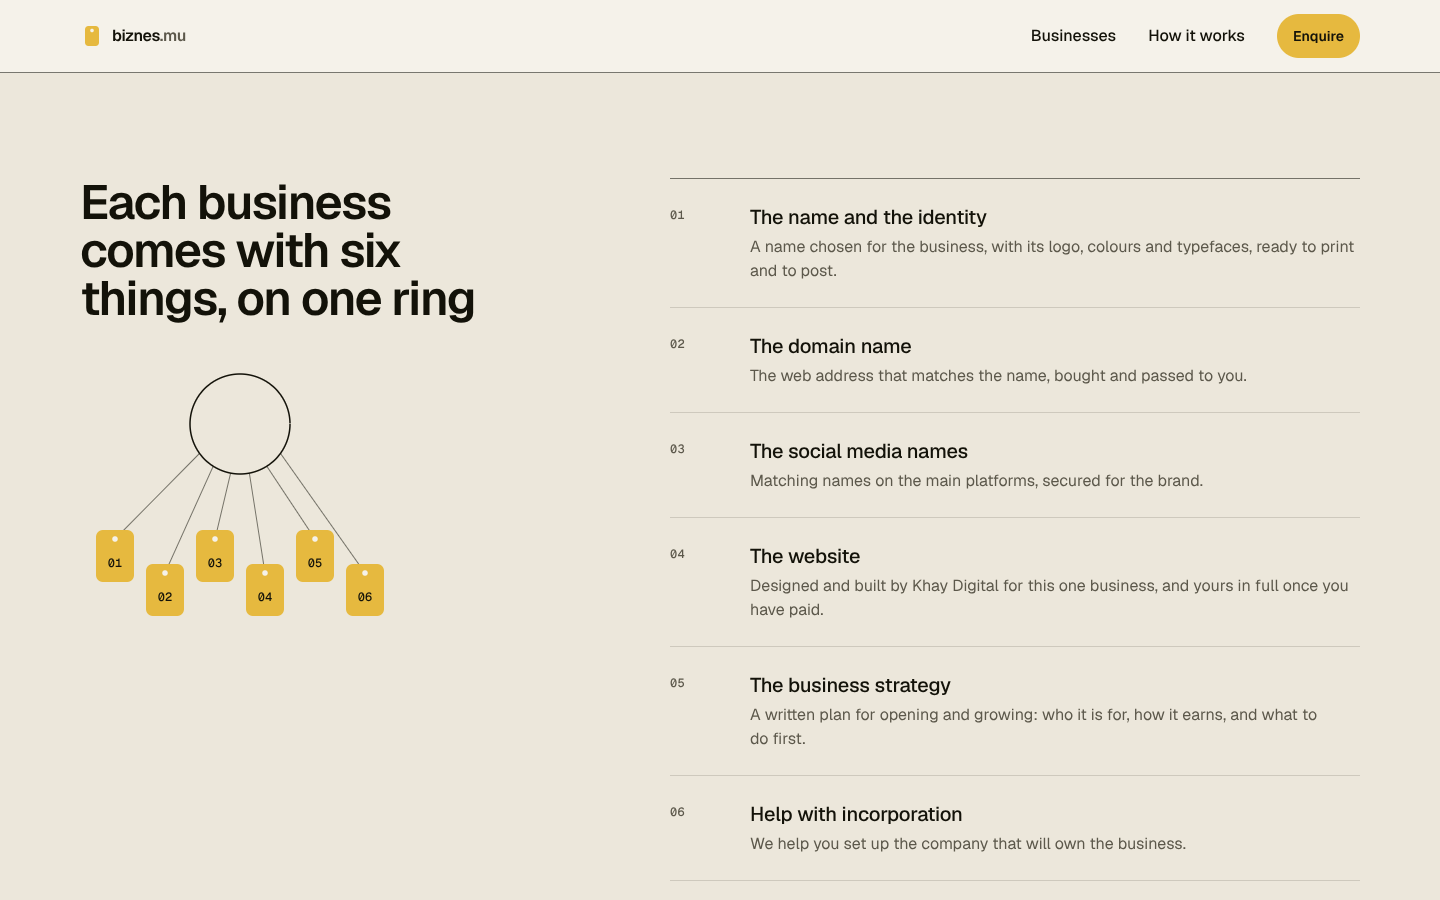 biznes.mu
Businesses
How it works
Enquire
Each business
comes with six
things, on one ring
01
02
03
04
05
06
01
The name and the identity
A name chosen for the business, with its logo, colours and typefaces, ready to print
and to post.
02
The domain name
The web address that matches the name, bought and passed to you.
03
The social media names
Matching names on the main platforms, secured for the brand.
04
The website
Designed and built by Khay Digital for this one business, and yours in full once you
have paid.
05
The business strategy
A written plan for opening and growing: who it is for, how it earns, and what to
do first.
06
Help with incorporation
We help you set up the company that will own the business.